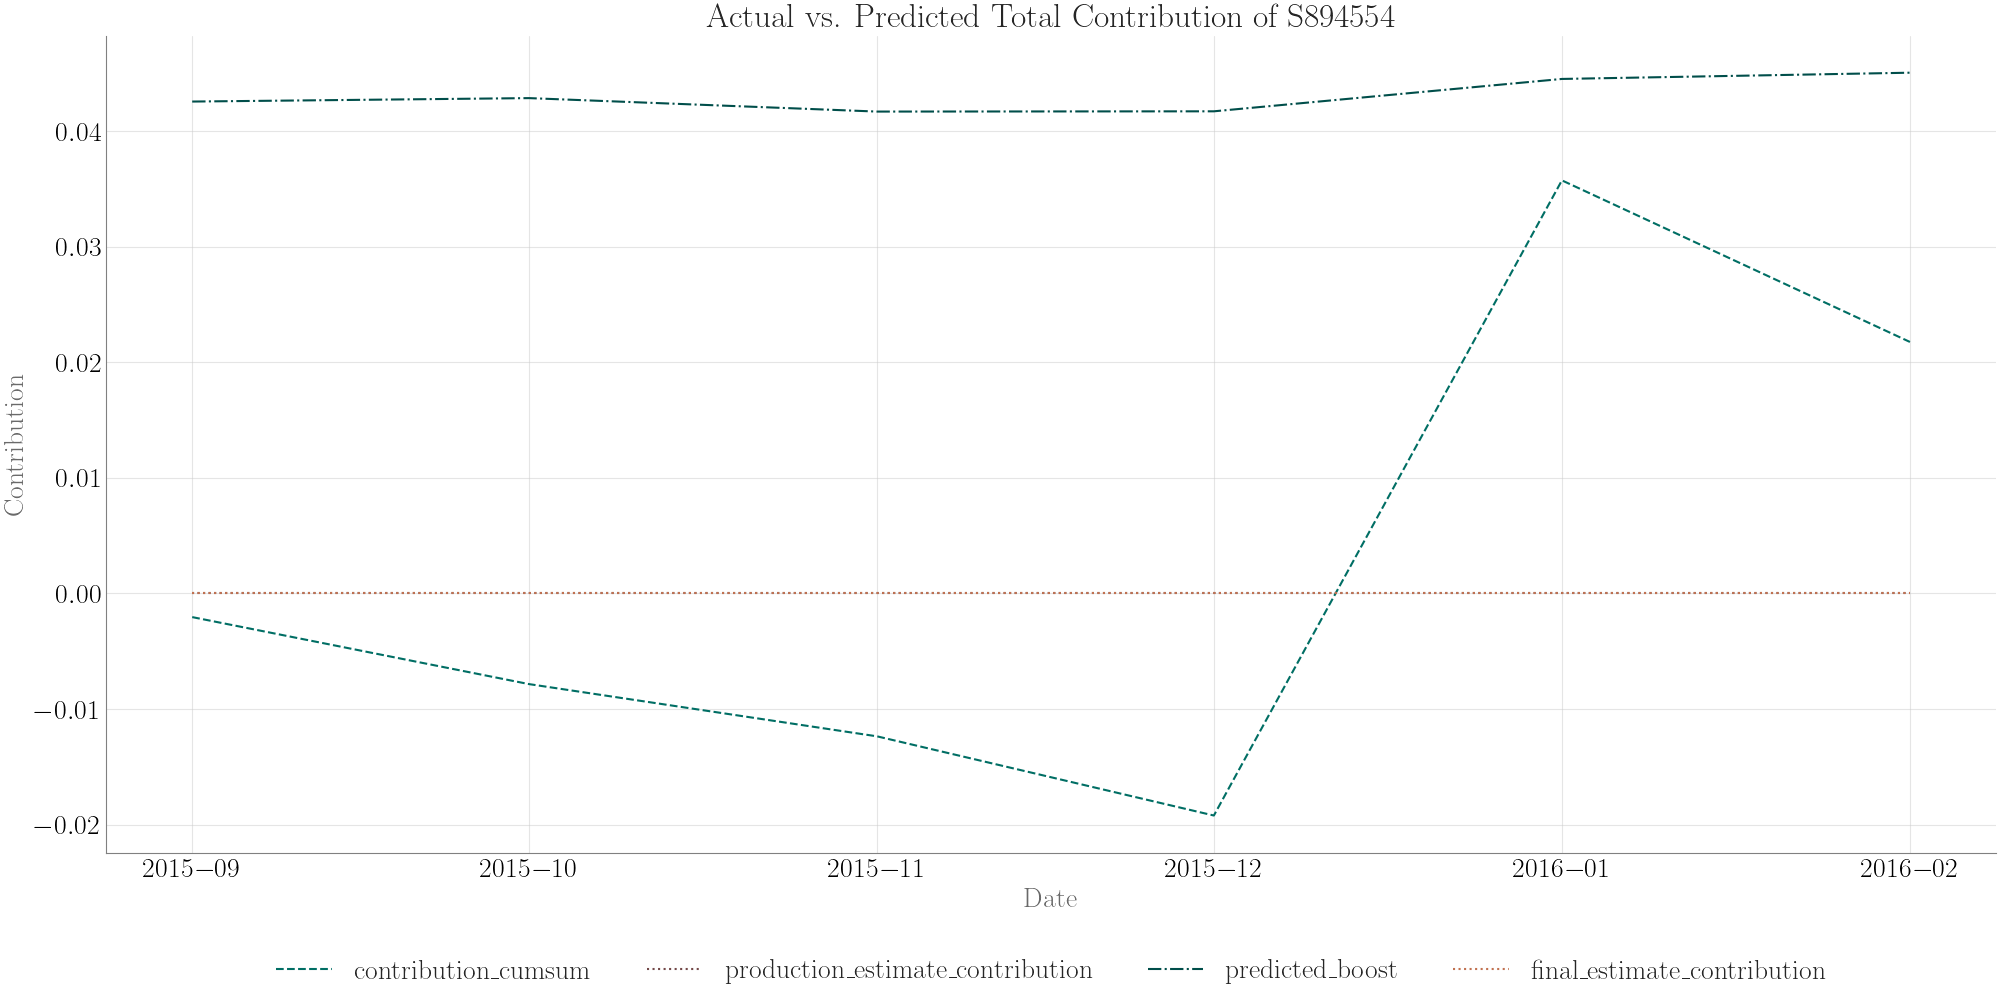 Actual vs. Predicted Total Contribution of S894554
Contribution
0.04
0.03
0.02
0.01
0.00
−0.01
−0.02
2015−09 2015−10 2015−11 2015−12 2016−01 2016−02
Date
contribution_cumsum production_estimate_contribution predicted_boost final_estimate_contribution